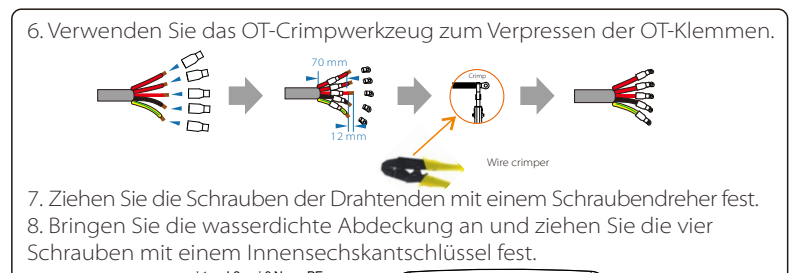 6. Verwenden Sie das OT-Crimpwerkzeug zum Verpressen der OT-Klemmen.
70 mm
Crimp
12 mm
Wire crimper
7. Ziehen Sie die Schrauben der Drahtenden mit einem Schraubendreher fest.
8. Bringen Sie die wasserdichte Abdeckung an und ziehen Sie die vier
Schrauben mit einem Innensechskantschlüssel fest.